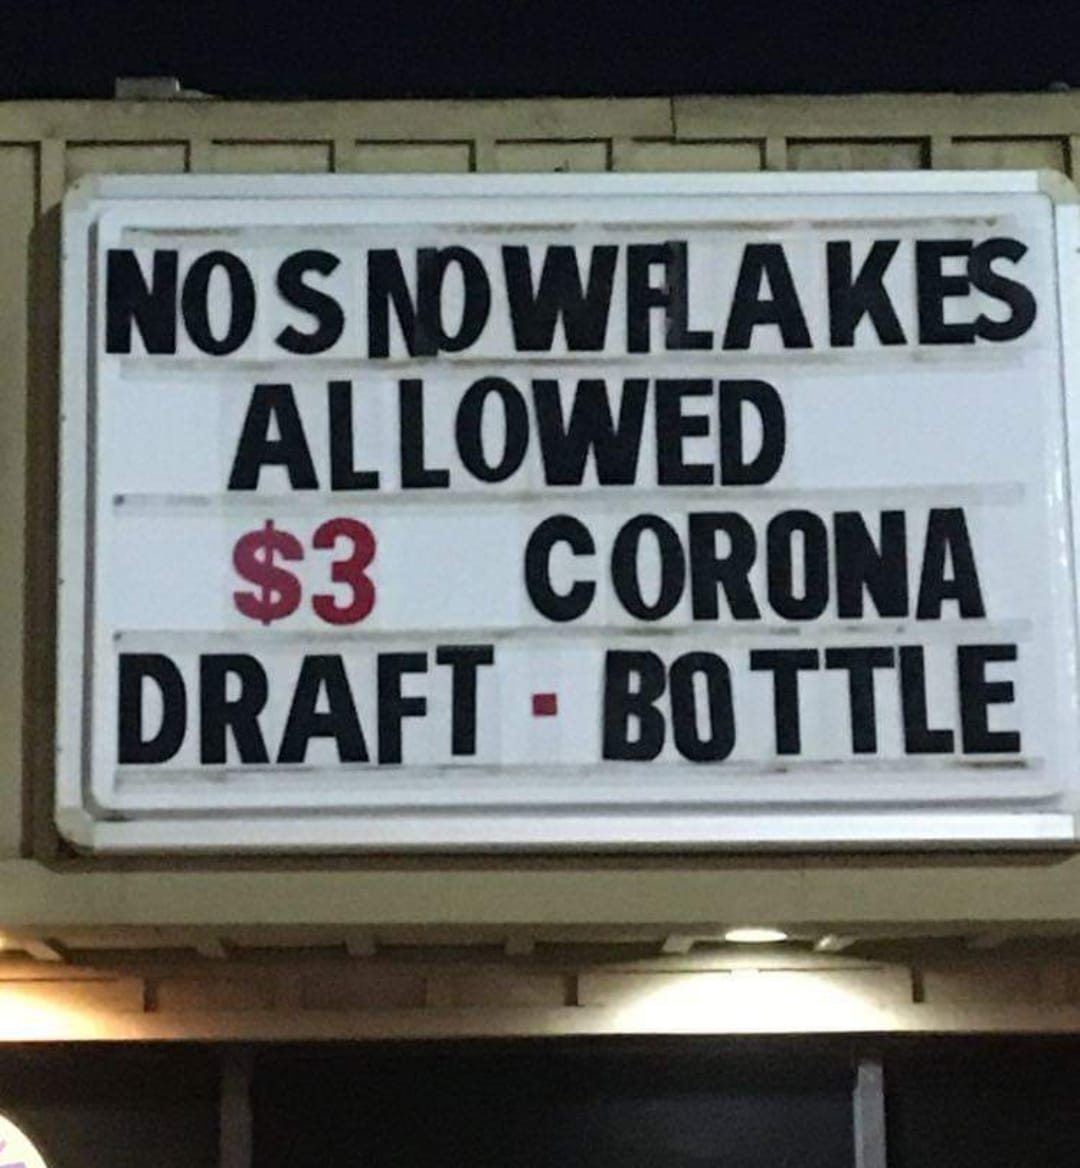 NO SNOWFLAKES
ALLOWED
$3 CORONA
DRAFT · BOTTLE